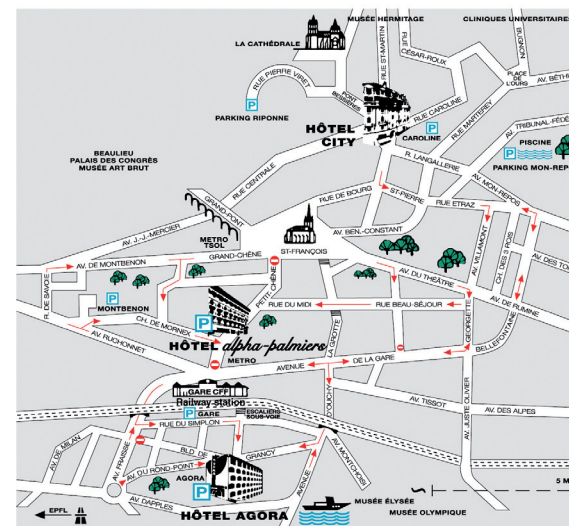 MUSÉE HERMITAGE
CLINIQUES UNIVERSITAIRES
LA CATHÉDRALE
RUE ST-MARTIN
RUE CÉSAR-ROUX
BUGNON
PLACE DE L'OURS
AV. BÉTH
RUE PIERRE VIRET
PONT BESSIÈRES
P
PARKING RIPONNE
HÔTEL CITY
RUE CAROLINE
P
CAROLINE
RUE MARTEREY
AV. TRIBUNAL-FÉDÉ
PISCINE
P
PARKING MON-REP
R. LANGALLERIE
AV. MON-REPOS
BEAULIEU
PALAIS DES CONGRÈS
MUSÉE ART BRUT
RUE CENTRALE
GRAND-PONT
RUE DE BOURG
ST-PIERRE
RUE ETRAZ
AV. J.-J.-MERCIER
METRO TSOL
ST-FRANÇOIS
AV. BEN.-CONSTANT
AV. VILLAMONT
CH. DES 3 ROIS
AV. DES TO
R. DE SAVOIE
AV. DE MONTBENON
GRAND-CHÊNE
PETIT-CHÊNE
AV. DU THÉÂTRE
AV. DE RUMINE
P
MONTBENON
CH. DE MORNEX
P
RUE DU MIDI
RUE BEAU-SÉJOUR
GEORGETTE
BELLEFONTAINE
AV. RUCHONNET
HÔTEL alpha-palmiers
METRO
LA GROTTE
AVENUE DE LA GARE
GARE CFF
Railway station
P
GARE
ESCALIERS SOUS-VOIE
D'OUCHY
AV. TISSOT
AV. JUSTE OLIVIER
AV. DES ALPES
RUE DU SIMPLON
AV. FRAISSE
AV. DE MILAN
BLD. DE GRANCY
AV. DU ROND-POINT
AGORA
P
AVENUE
AV. MONTCHOISI
AV. DAPPLES
HÔTEL AGORA
EPFL
5 M
MUSÉE ÉLYSÉE
MUSÉE OLYMPIQUE